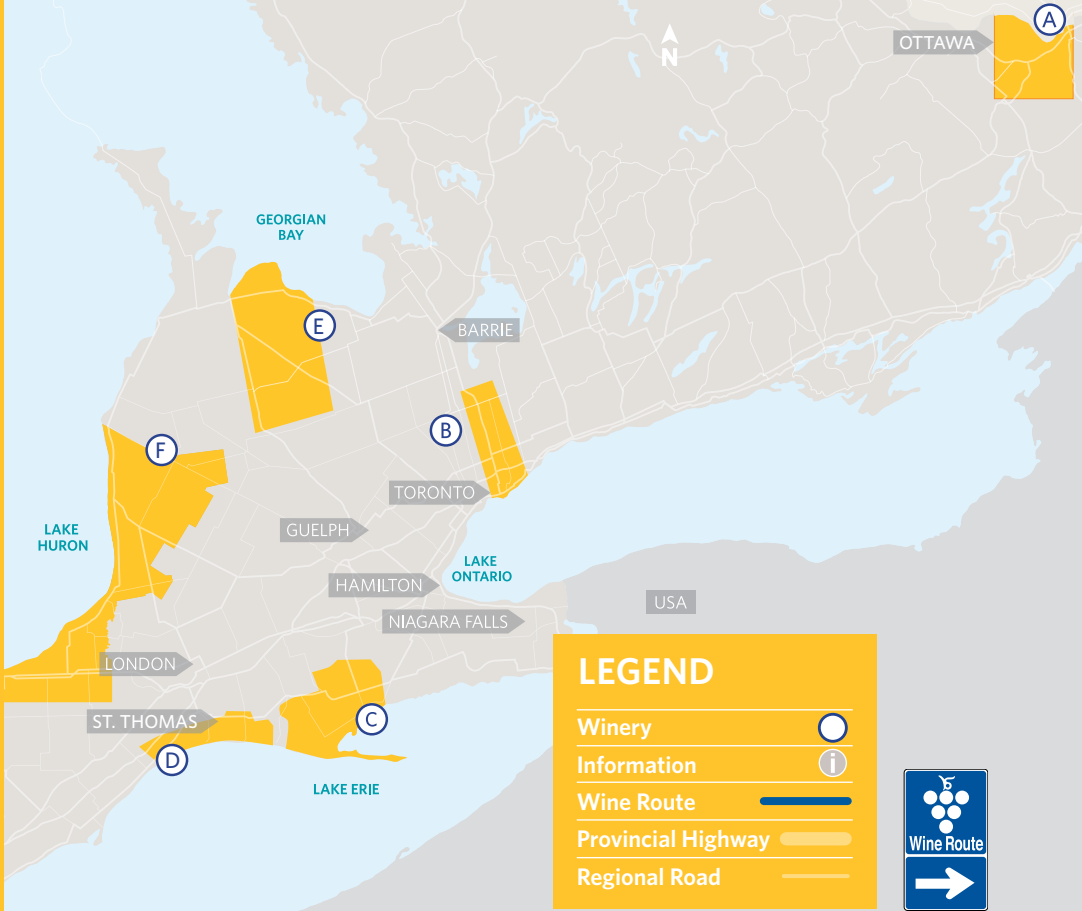 A
OTTAWA
N
GEORGIAN
BAY
E
BARRIE
B
F
TORONTO
LAKE
HURON
GUELPH
LAKE
ONTARIO
HAMILTON
USA
NIAGARA FALLS
LONDON
ST. THOMAS
C
D
LAKE ERIE
LEGEND
Winery
Information i
Wine Route
Provincial Highway
Regional Road
Wine Route